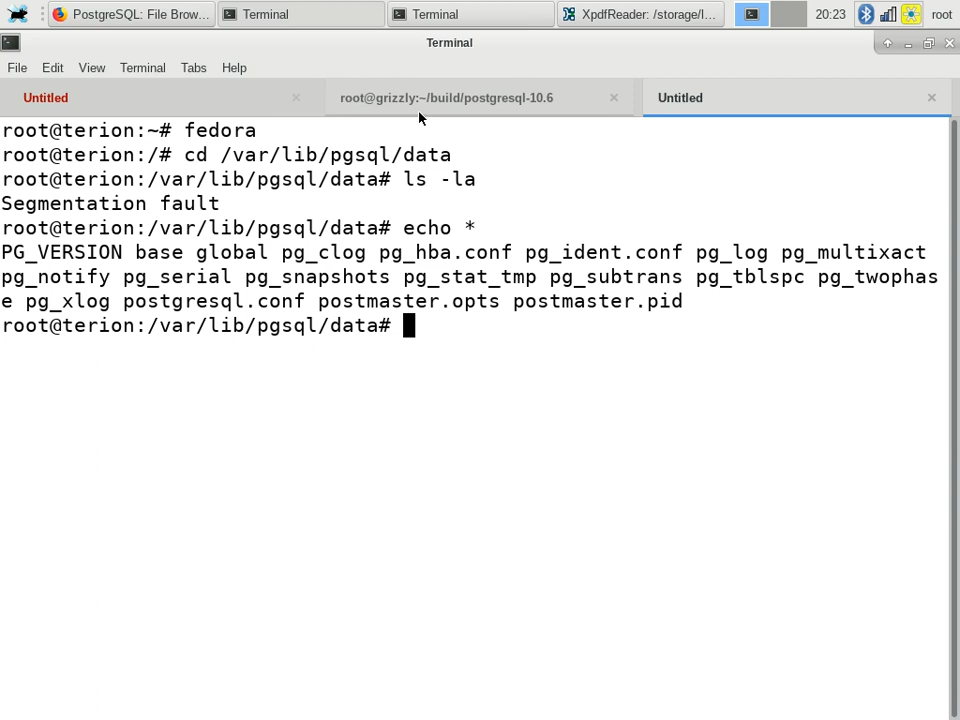 PostgreSQL: File Brow...
Terminal
Terminal
XpdfReader: /storage/l...
20:23
root
Terminal
File Edit View Terminal Tabs Help
Untitled
root@grizzly:~/build/postgresql-10.6
Untitled
root@terion:~# fedora
root@terion:/# cd /var/lib/pgsql/data
root@terion:/var/lib/pgsql/data# ls -la
Segmentation fault
root@terion:/var/lib/pgsql/data# echo *
PG_VERSION base global pg_clog pg_hba.conf pg_ident.conf pg_log pg_multixact
pg_notify pg_serial pg_snapshots pg_stat_tmp pg_subtrans pg_tblspc pg_twophas
e pg_xlog postgresql.conf postmaster.opts postmaster.pid
root@terion:/var/lib/pgsql/data#